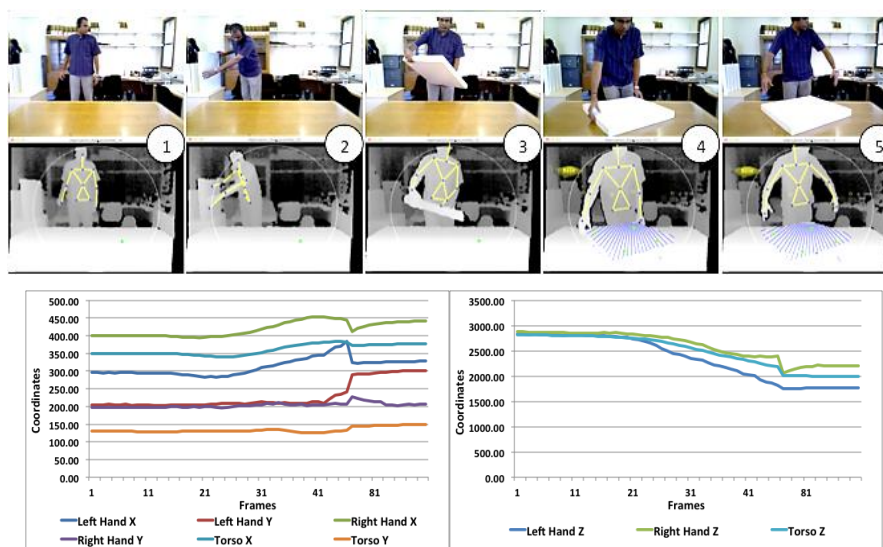 1
2
3
4
5
500.00
450.00
400.00
350.00
300.00
250.00
200.00
150.00
100.00
50.00
0.00
Coordinates
1 11 21 31 41 81
Frames
Left Hand X Left Hand Y Right Hand X
Right Hand Y Torso X Torso Y
3500.00
3000.00
2500.00
2000.00
1500.00
1000.00
500.00
0.00
Coordinates
1 11 21 31 41 81
Frames
Left Hand Z Right Hand Z Torso Z